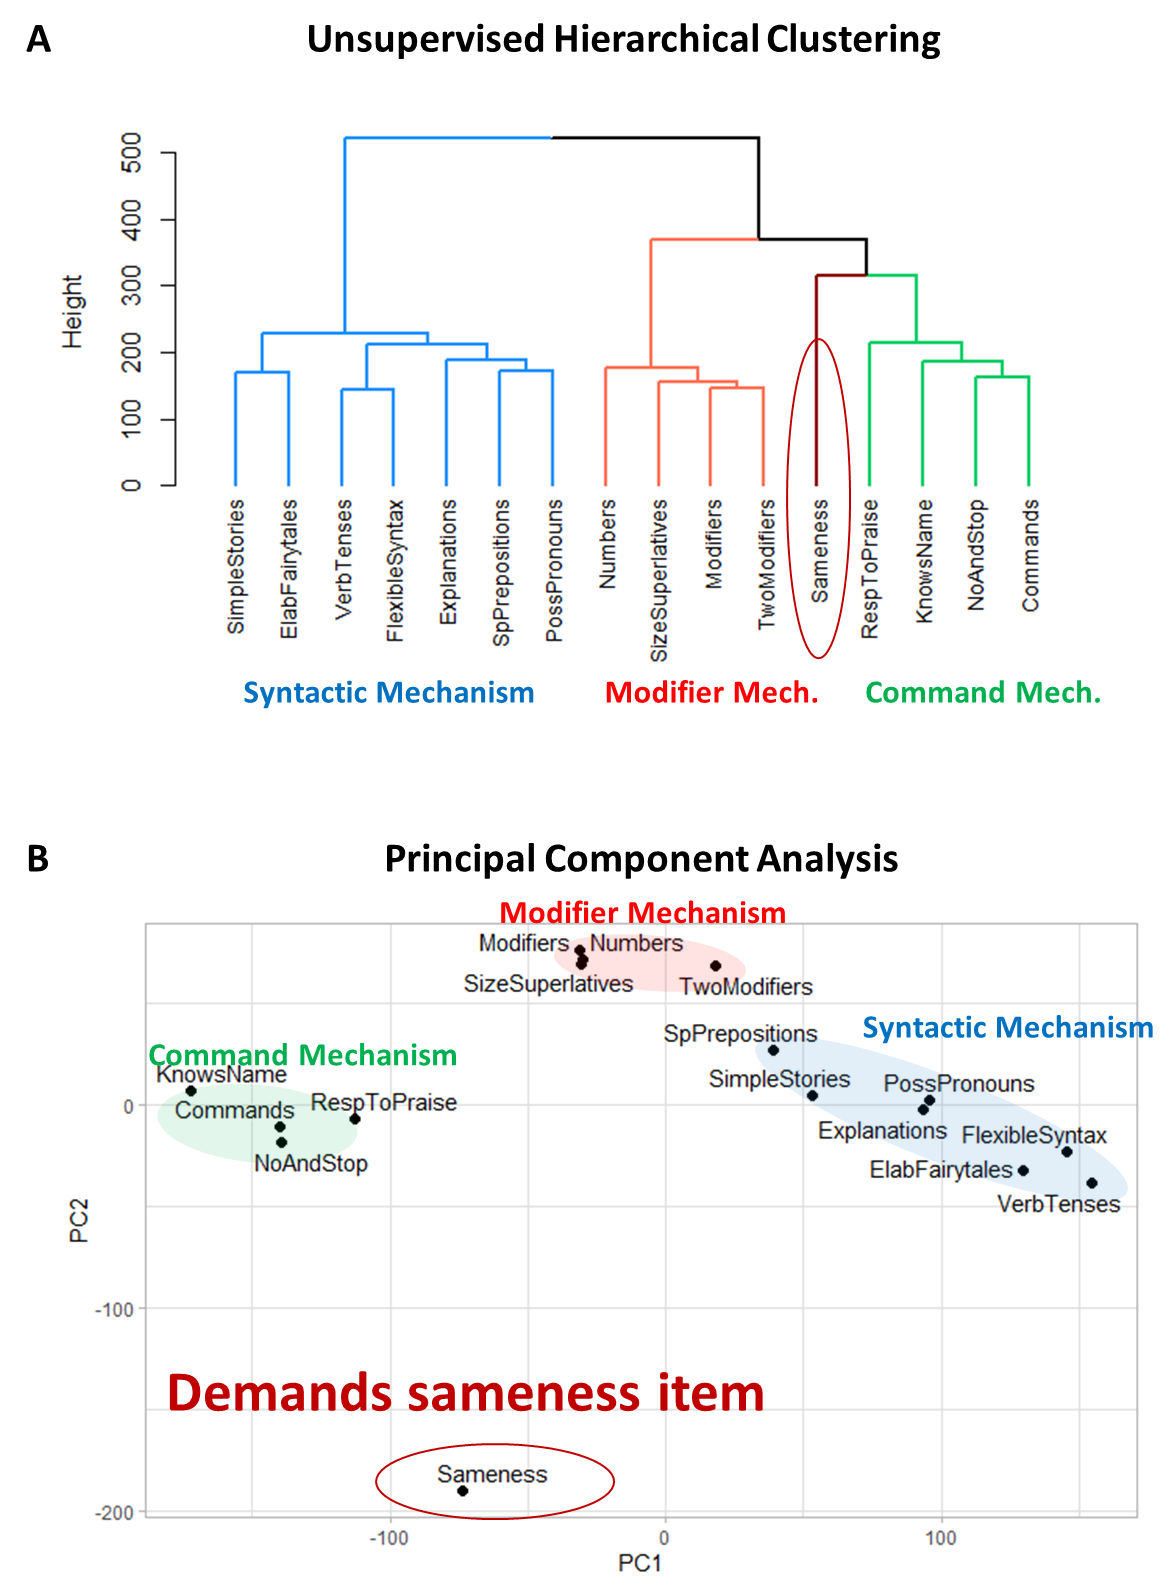 A
Unsupervised Hierarchical Clustering
Height
500
400
300
200
100
0
SimpleStories
ElabFairytales
VerbTenses
FlexibleSyntax
Explanations
SpPrepositions
PossPronouns
Numbers
SizeSuperlatives
Modifiers
TwoModifiers
Sameness
RespToPraise
KnowsName
NoAndStop
Commands
Syntactic Mechanism
Modifier Mech.
Command Mech.
B
Principal Component Analysis
Modifier Mechanism
Modifiers
Numbers
SizeSuperlatives
TwoModifiers
SpPrepositions
Syntactic Mechanism
Command Mechanism
KnowsName
SimpleStories
PossPronouns
Commands
RespToPraise
Explanations
FlexibleSyntax
NoAndStop
ElabFairytales
VerbTenses
0
-100
-200
PC2
Demands sameness item
Sameness
-100
0
100
PC1